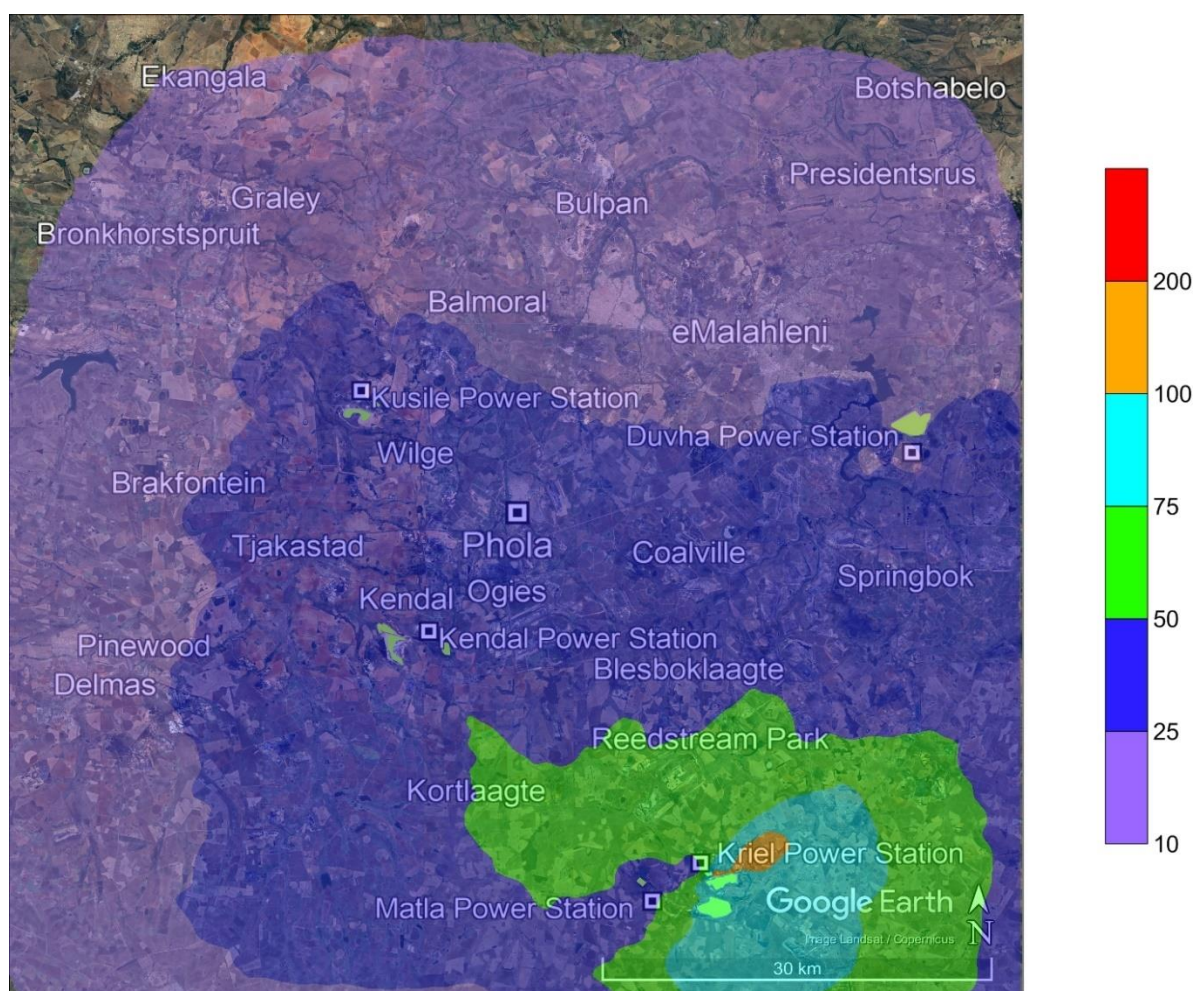 Ekangala
Botshabelo
Presidentsrus
Graley
Bulpan
Bronkhorstspruit
Balmoral
eMalahleni
Kusile Power Station
Duvha Power Station
Wilge
Brakfontein
Tjakastad
Phola
Coalville
Springbok
Kendal
Ogies
Pinewood
Kendal Power Station
Blesboklaagte
Delmas
Reedstream Park
Kortlaagte
Kriel Power Station
Matla Power Station
Google Earth
Image Landsat / Copernicus
N
30 km
200
100
75
50
25
10